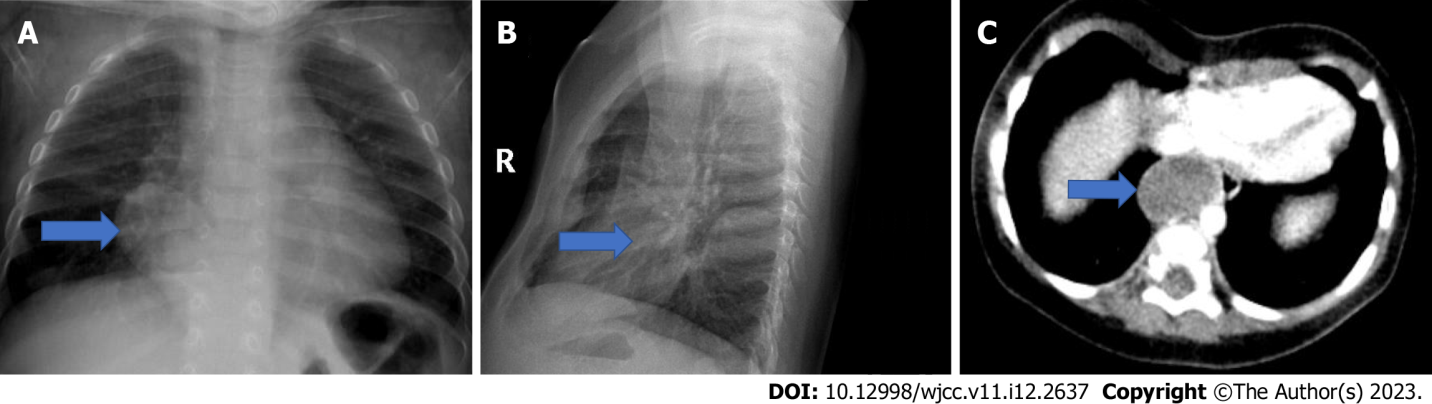 A
B
C
R
DOI: 10.12998/wjcc.v11.i12.2637 Copyright ©The Author(s) 2023.